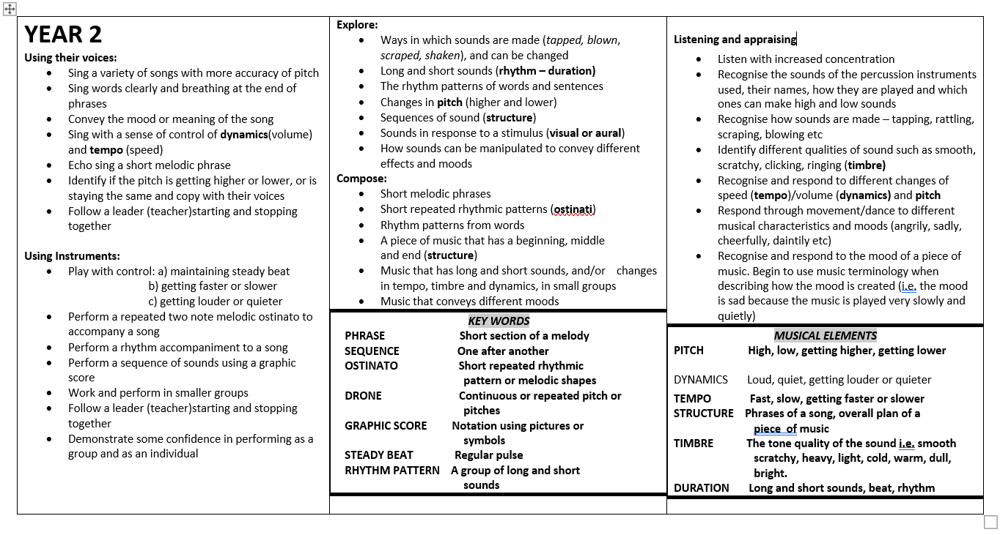 YEAR 2
Using their voices:
• Sing a variety of songs with more accuracy of pitch
• Sing words clearly and breathing at the end of
phrases
• Convey the mood or meaning of the song
• Sing with a sense of control of dynamics(volume)
and tempo (speed)
• Echo sing a short melodic phrase
• Identify if the pitch is getting higher or lower, or is
staying the same and copy with their voices
• Follow a leader (teacher)starting and stopping
together
Using Instruments:
• Play with control: a) maintaining steady beat
b) getting faster or slower
c) getting louder or quieter
• Perform a repeated two note melodic ostinato to
accompany a song
• Perform a rhythm accompaniment to a song
• Perform a sequence of sounds using a graphic
score
• Work and perform in smaller groups
• Follow a leader (teacher)starting and stopping
together
• Demonstrate some confidence in performing as a
group and as an individual
Explore:
• Ways in which sounds are made (tapped, blown,
scraped, shaken), and can be changed
• Long and short sounds (rhythm – duration)
• The rhythm patterns of words and sentences
• Changes in pitch (higher and lower)
• Sequences of sound (structure)
• Sounds in response to a stimulus (visual or aural)
• How sounds can be manipulated to convey different
effects and moods
Compose:
• Short melodic phrases
• Short repeated rhythmic patterns (ostinati)
• Rhythm patterns from words
• A piece of music that has a beginning, middle
and end (structure)
• Music that has long and short sounds, and/or changes
in tempo, timbre and dynamics, in small groups
• Music that conveys different moods
KEY WORDS
PHRASE Short section of a melody
SEQUENCE One after another
OSTINATO Short repeated rhythmic
pattern or melodic shapes
DRONE Continuous or repeated pitch or
pitches
GRAPHIC SCORE Notation using pictures or
symbols
STEADY BEAT Regular pulse
RHYTHM PATTERN A group of long and short
sounds
Listening and appraising
• Listen with increased concentration
• Recognise the sounds of the percussion instruments
used, their names, how they are played and which
ones can make high and low sounds
• Recognise how sounds are made – tapping, rattling,
scraping, blowing etc
• Identify different qualities of sound such as smooth,
scratchy, clicking, ringing (timbre)
• Recognise and respond to different changes of
speed (tempo)/volume (dynamics) and pitch
• Respond through movement/dance to different
musical characteristics and moods (angrily, sadly,
cheerfully, daintily etc)
• Recognise and respond to the mood of a piece of
music. Begin to use music terminology when
describing how the mood is created (i.e. the mood
is sad because the music is played very slowly and
quietly)
MUSICAL ELEMENTS
PITCH High, low, getting higher, getting lower
DYNAMICS Loud, quiet, getting louder or quieter
TEMPO Fast, slow, getting faster or slower
STRUCTURE Phrases of a song, overall plan of a
piece of music
TIMBRE The tone quality of the sound i.e. smooth
scratchy, heavy, light, cold, warm, dull,
bright.
DURATION Long and short sounds, beat, rhythm